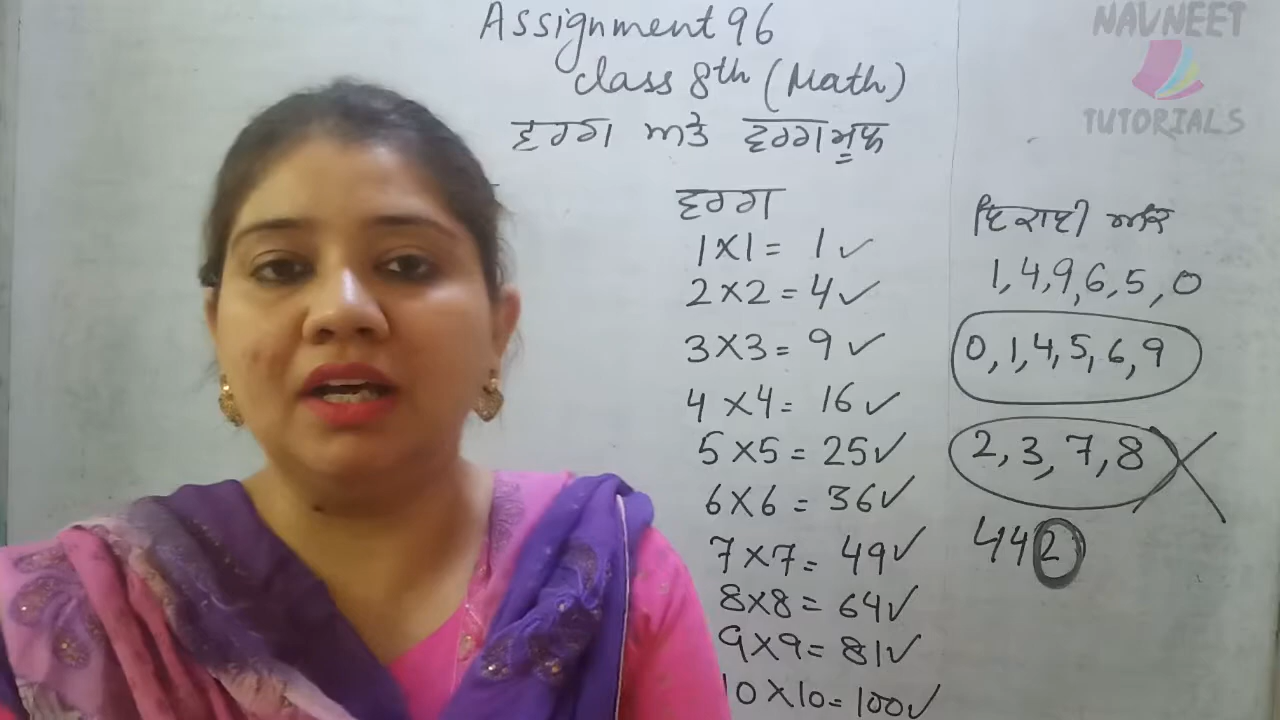 Assignment 96
Class 8th (Math)
ਵਰਗ ਅਤੇ ਵਰਗਮੂਲ
ਵਰਗ
1×1= 1✓
2×2=4✓
3×3= 9✓
4×4= 16✓
5×5=25✓
6×6=36✓
7×7= 49✓
8×8=64✓
9×9=81✓
10×10=100✓
NAVNEET
TUTORIALS
ਇਕਾਈ ਅੰਕ
1,4,9,6,5,0
0,1,4,5,6,9
2,3,7,8
442